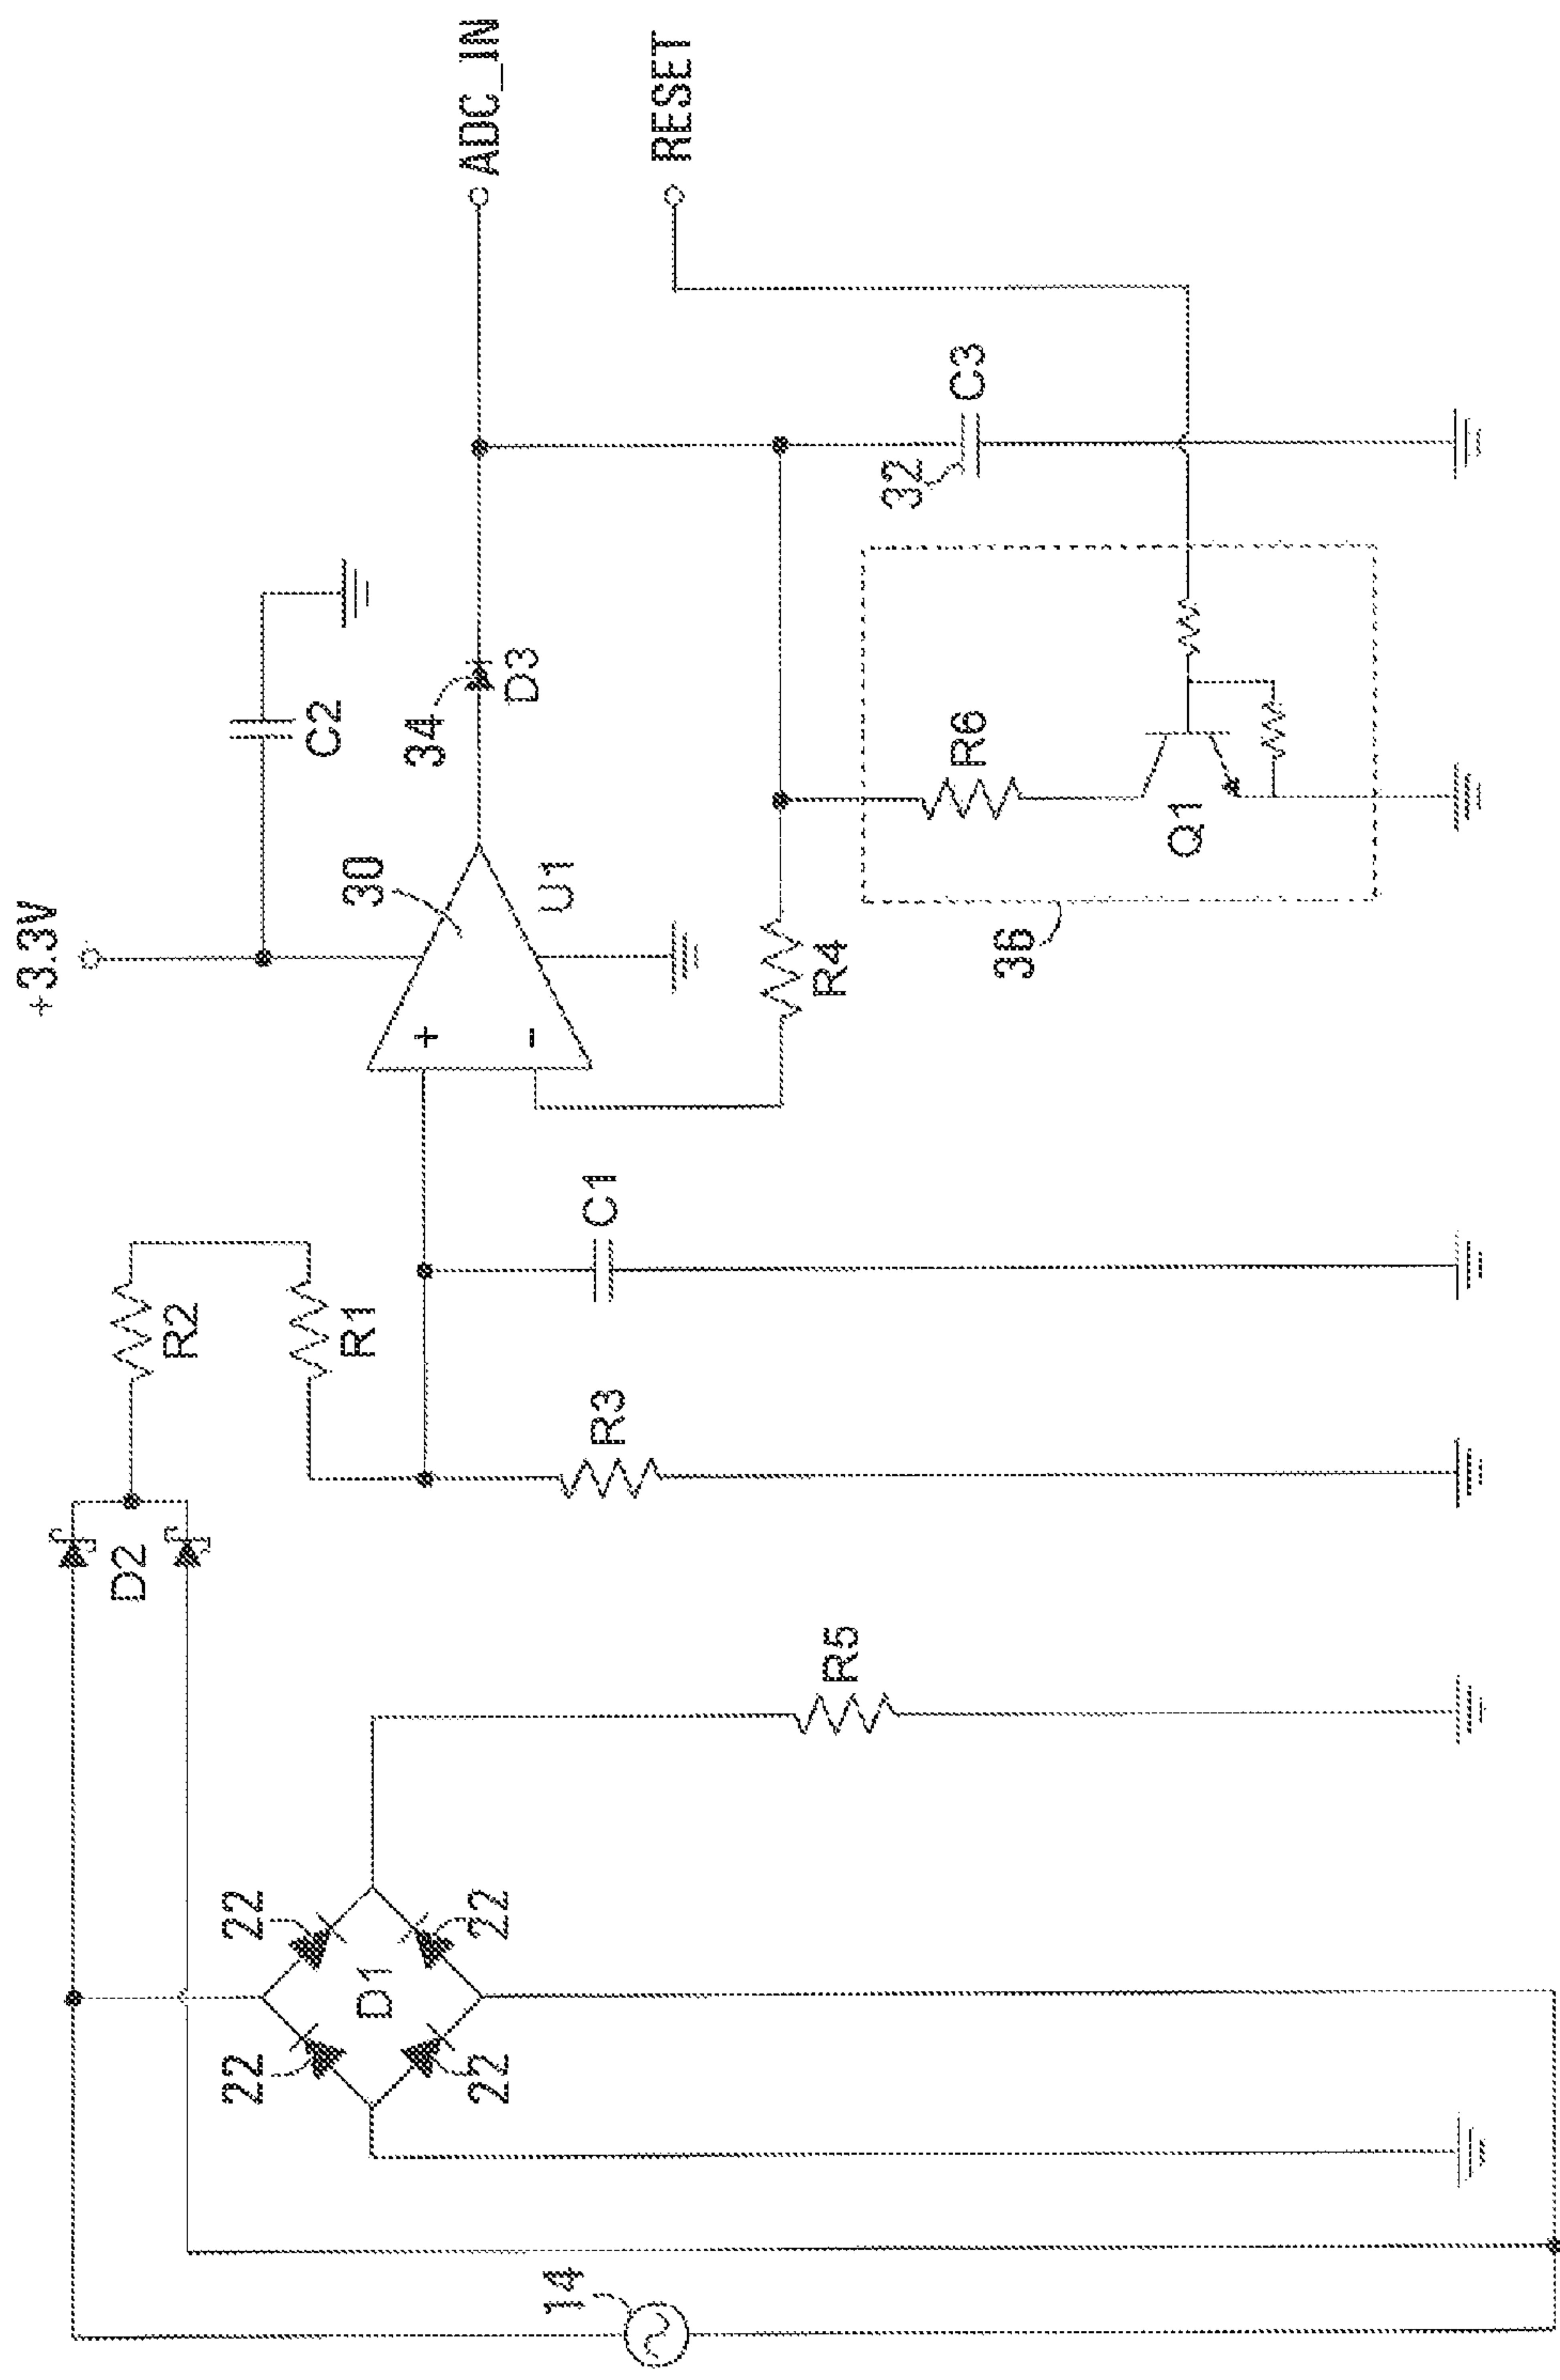 14
22
22
D1
22
22
R5
D2
R2
R1
R3
C1
+3.3V
C2
+
-
30
U1
34
D3
ADC_IN
RESET
R4
32
C3
R6
Q1
36